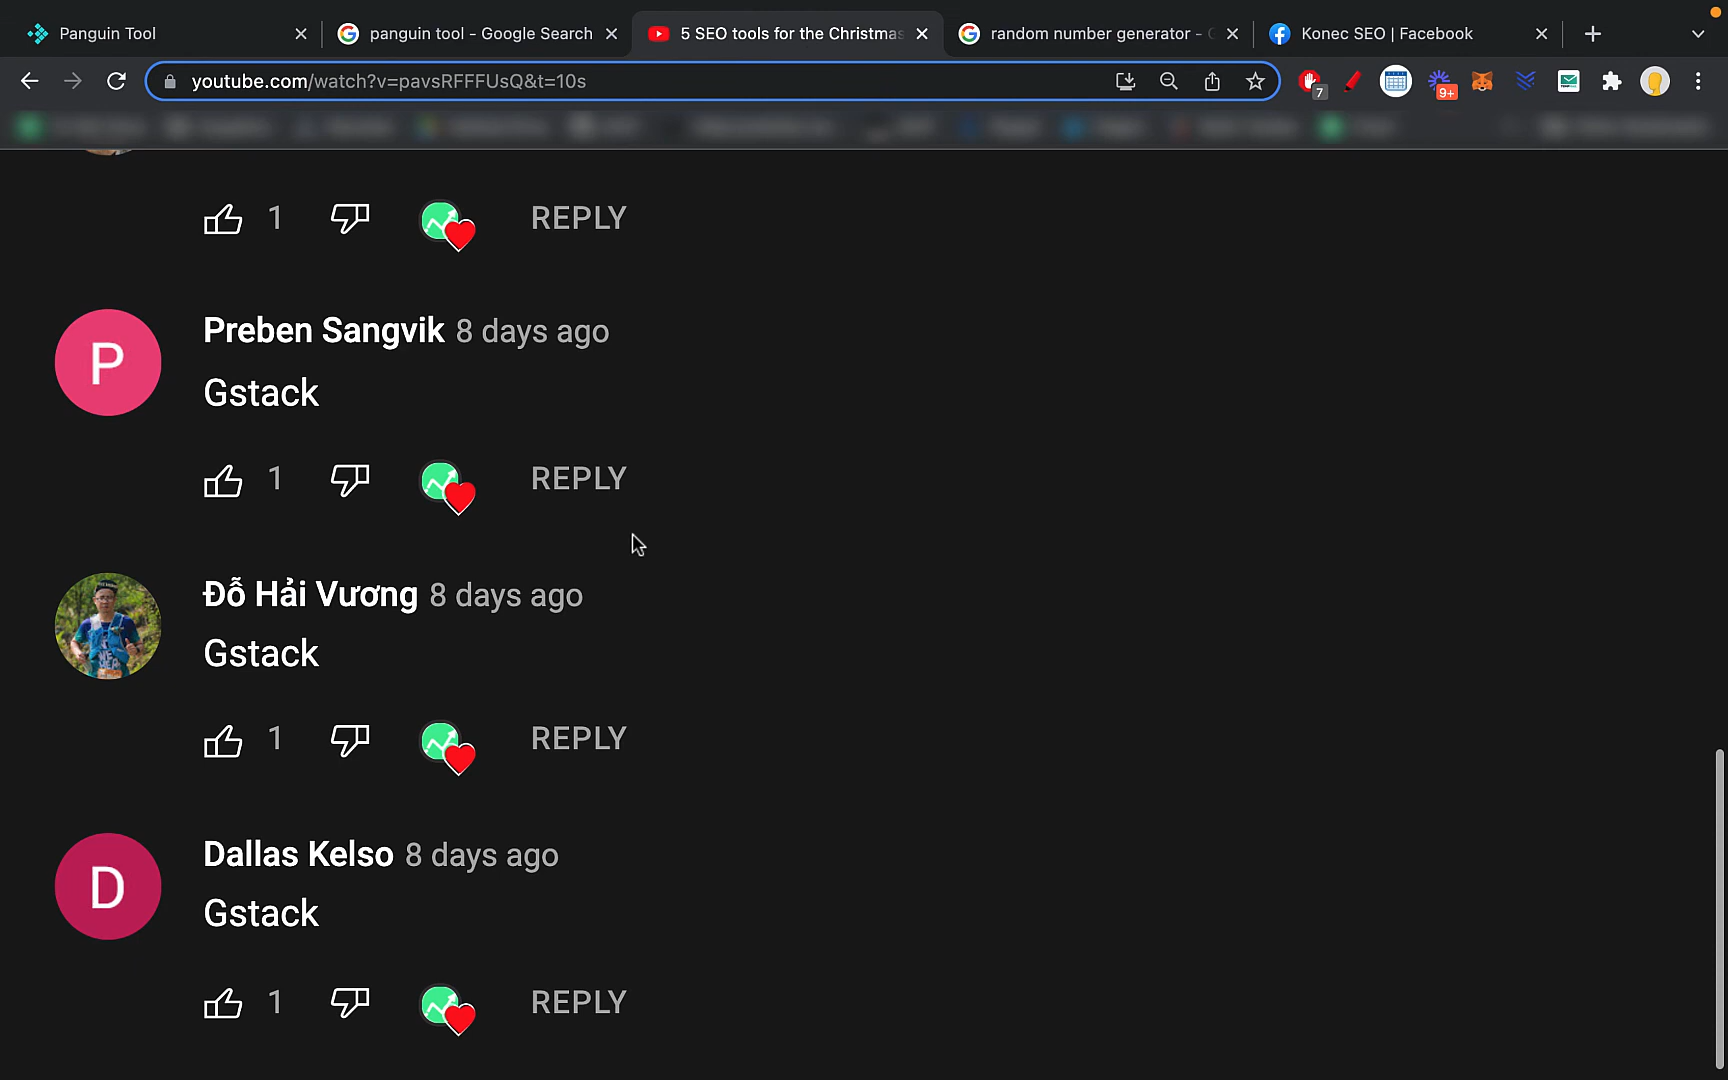 Panguin Tool
panguin tool - Google Search
5 SEO tools for the Christmas
random number generator -
Konec SEO | Facebook
youtube.com/watch?v=pavsRFFFUsQ&t=10s
7
9+
1
REPLY
P
Preben Sangvik 8 days ago
Gstack
1
REPLY
Đỗ Hải Vương 8 days ago
Gstack
1
REPLY
D
Dallas Kelso 8 days ago
Gstack
1
REPLY